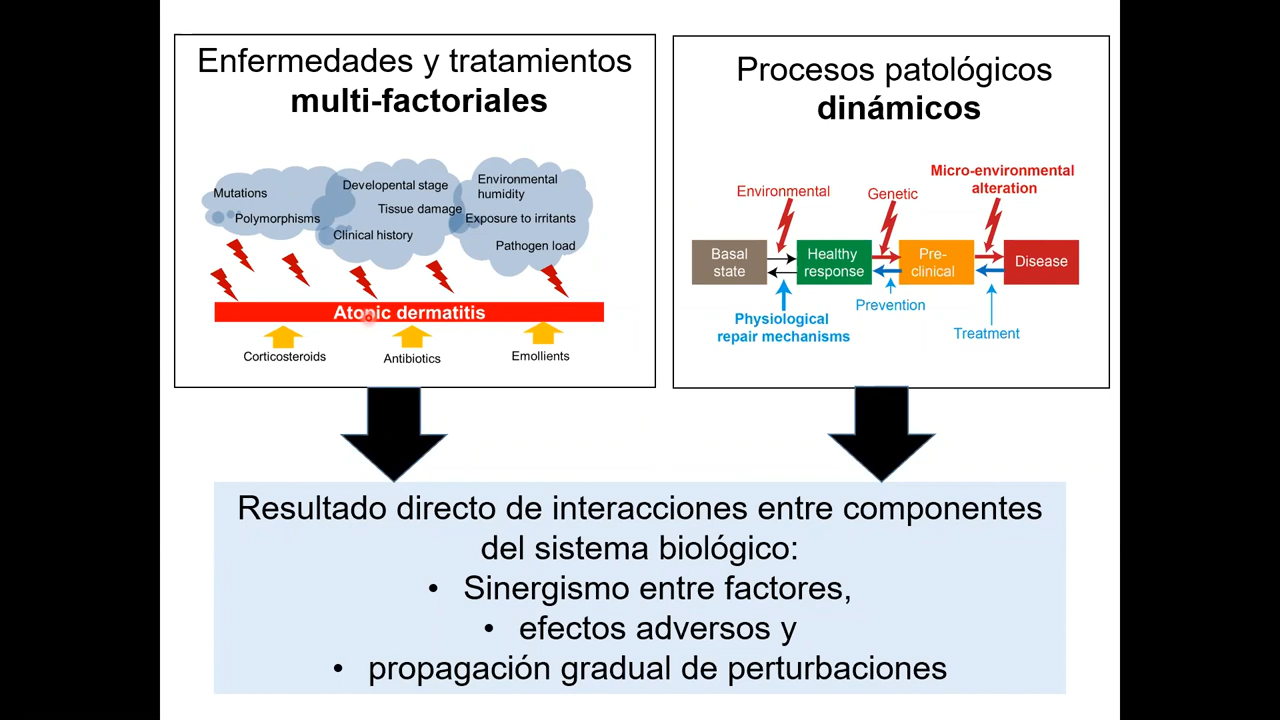 Enfermedades y tratamientos
multi-factoriales
Mutations
Polymorphisms
Developental stage
Tissue damage
Clinical history
Environmental
humidity
Exposure to irritants
Pathogen load
Atopic dermatitis
Corticosteroids
Antibiotics
Emollients
Procesos patológicos
dinámicos
Environmental
Genetic
Micro-environmental
alteration
Basal
state
Healthy
response
Pre-
clinical
Disease
Physiological
repair mechanisms
Prevention
Treatment
Resultado directo de interacciones entre componentes
del sistema biológico:
• Sinergismo entre factores,
• efectos adversos y
• propagación gradual de perturbaciones